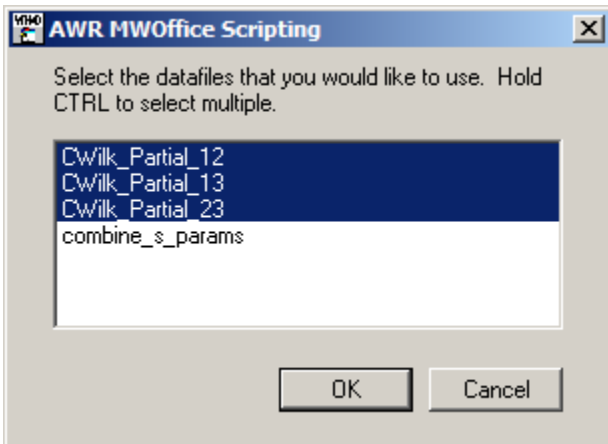 AWR MWOffice Scripting
Select the datafiles that you would like to use. Hold
CTRL to select multiple.
CWilk_Partial_12
CWilk_Partial_13
CWilk_Partial_23
combine_s_params
OK Cancel